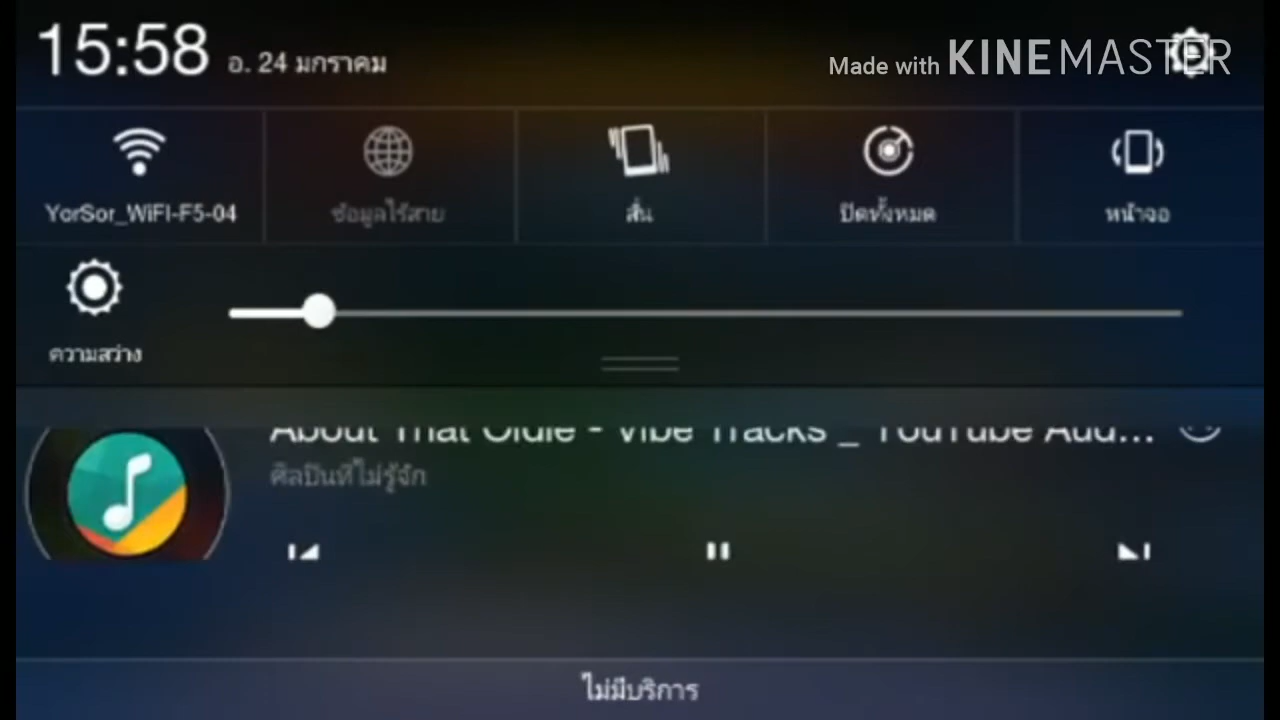 15:58 อ. 24 มกราคม
Made with KINEMASTER
YorSor_WiFI-F5-04 ข้อมูลไร้สาย สั่น ปัดทั้งหมด หน้าจอ
ความสว่าง
About That Oldie - Vibe Tracks _ YouTube Aud...
ศิลปินที่ไม่รู้จัก
ไม่มีบริการ